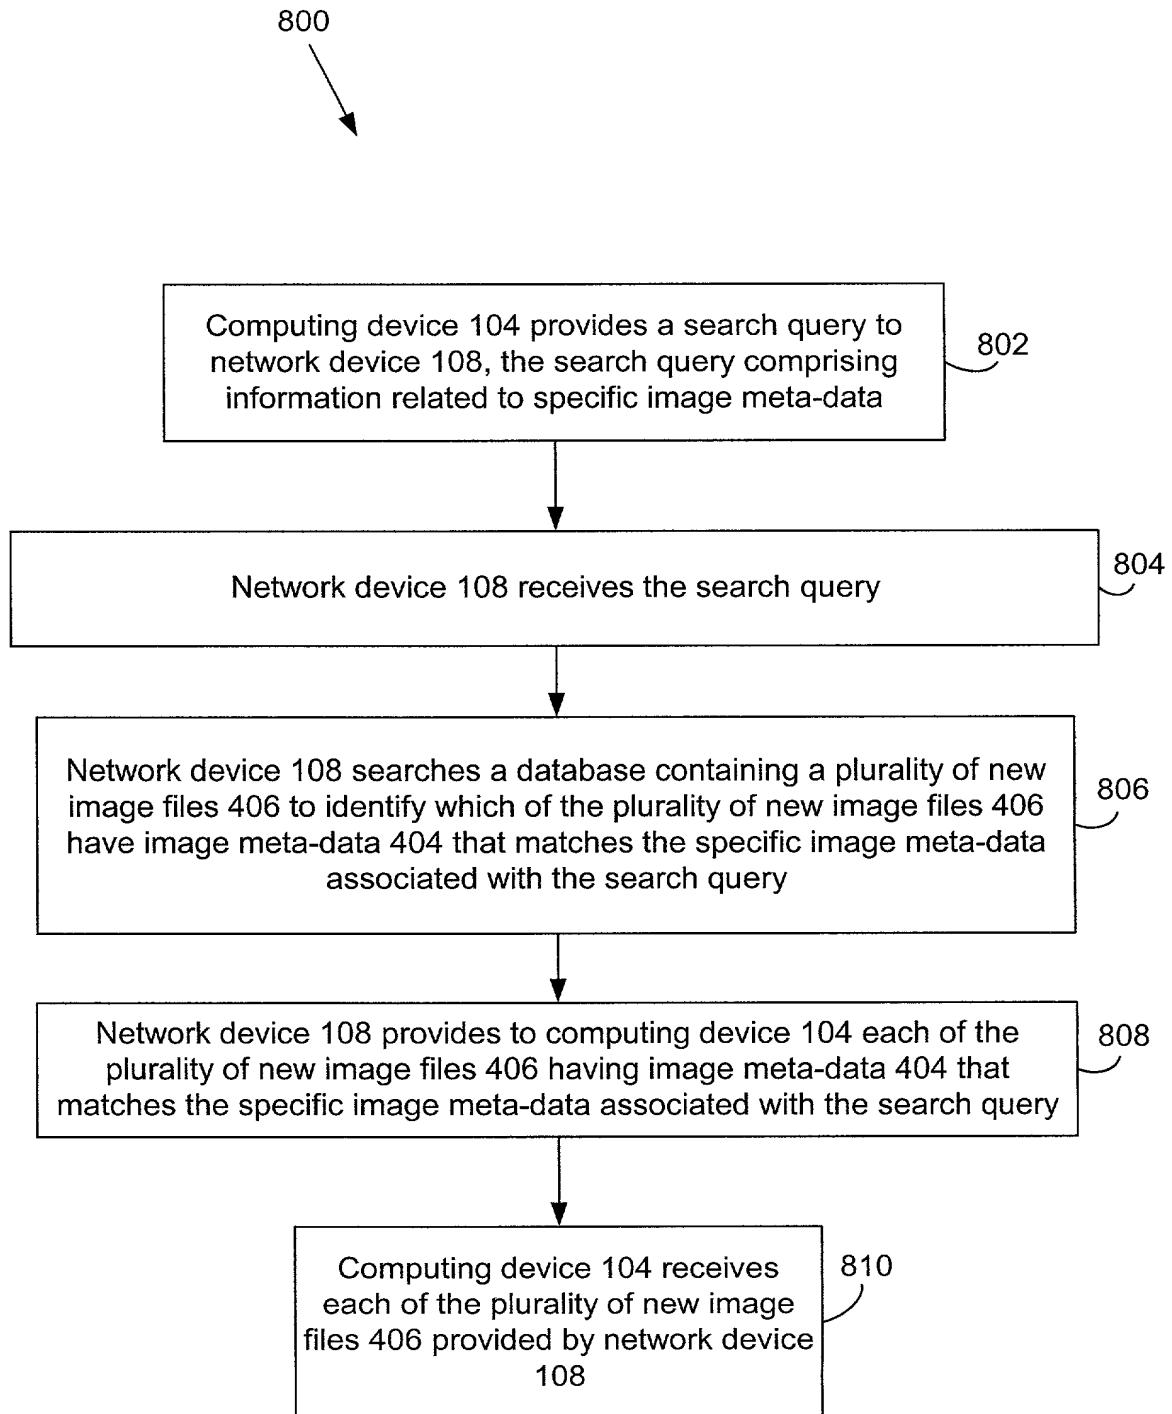 800
Computing device 104 provides a search query to
network device 108, the search query comprising
information related to specific image meta-data
802
Network device 108 receives the search query
804
Network device 108 searches a database containing a plurality of new
image files 406 to identify which of the plurality of new image files 406
have image meta-data 404 that matches the specific image meta-data
associated with the search query
806
Network device 108 provides to computing device 104 each of the
plurality of new image files 406 having image meta-data 404 that
matches the specific image meta-data associated with the search query
808
Computing device 104 receives
each of the plurality of new image
files 406 provided by network device
108
810